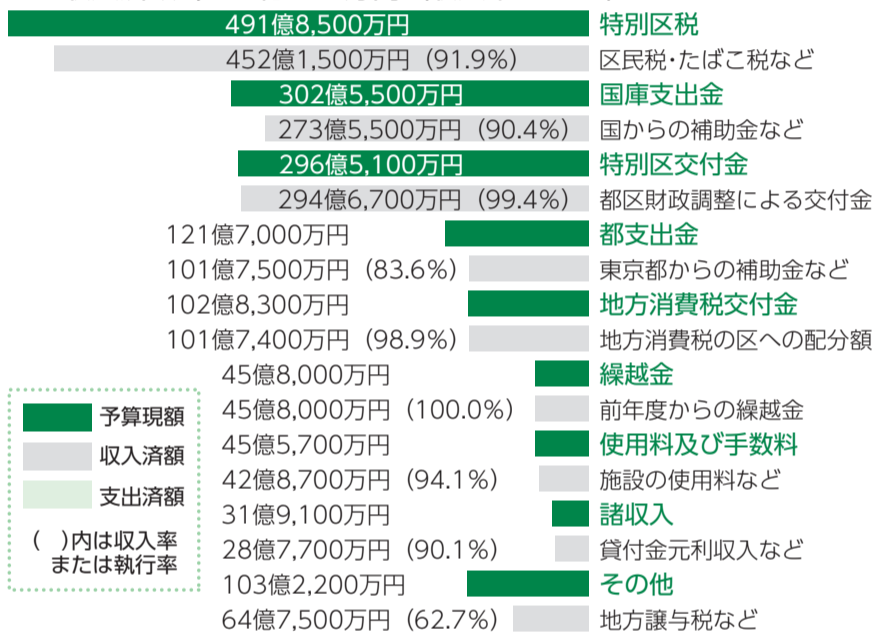 491億8,500万円 特別区税
452億1,500万円 (91.9%) 区民税・たばこ税など
302億5,500万円 国庫支出金
273億5,500万円 (90.4%) 国からの補助金など
296億5,100万円 特別区交付金
294億6,700万円 (99.4%) 都区財政調整による交付金
121億7,000万円 都支出金
101億7,500万円 (83.6%) 東京都からの補助金など
102億8,300万円 地方消費税交付金
101億7,400万円 (98.9%) 地方消費税の区への配分額
45億8,000万円 繰越金
45億8,000万円 (100.0%) 前年度からの繰越金
45億5,700万円 使用料及び手数料
42億8,700万円 (94.1%) 施設の使用料など
31億9,100万円 諸収入
28億7,700万円 (90.1%) 貸付金元利収入など
103億2,200万円 その他
64億7,500万円 (62.7%) 地方譲与税など
予算現額
収入済額
支出済額
( )内は収入率
または執行率